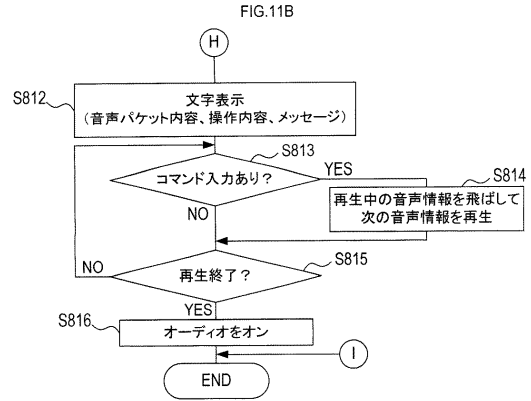 FIG.11B
H
S812
文字表示
(音声パケット内容、操作内容、メッセージ)
S813
コマンド入力あり?
YES
NO
S814
再生中の音声情報を飛ばして
次の音声情報を再生
S815
再生終了?
NO
YES
S816
オーディオをオン
I
END